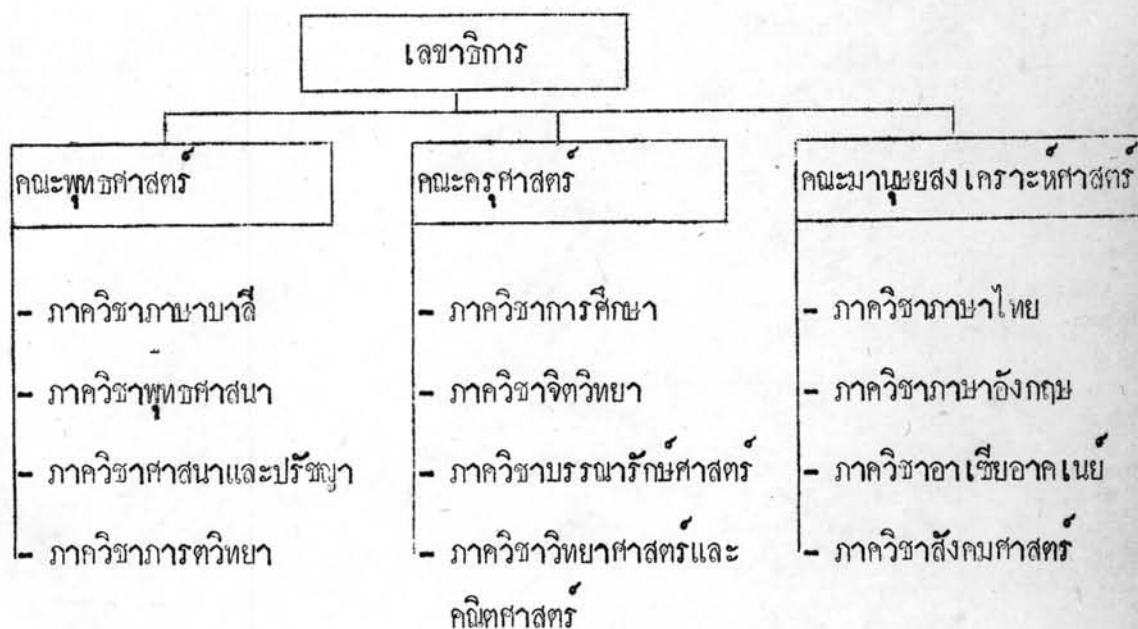 เลขาธิการ
คณะพุทธศาสตร์
- ภาควิชาภาษาบาลี
- ภาควิชาพุทธศาสนา
- ภาควิชาศาสนาและปรัชญา
- ภาควิชาภารตวิทยา
คณะครุศาสตร์
- ภาควิชาการศึกษา
- ภาควิชาจิตวิทยา
- ภาควิชาบรรณารักษ์ศาสตร์
- ภาควิชาวิทยาศาสตร์และ
คณิตศาสตร์
คณะมานุษยสงเคราะห์ศาสตร์
- ภาควิชาภาษาไทย
- ภาควิชาภาษาอังกฤษ
- ภาควิชาอาเซียอาคเนย์
- ภาควิชาสังคมศาสตร์